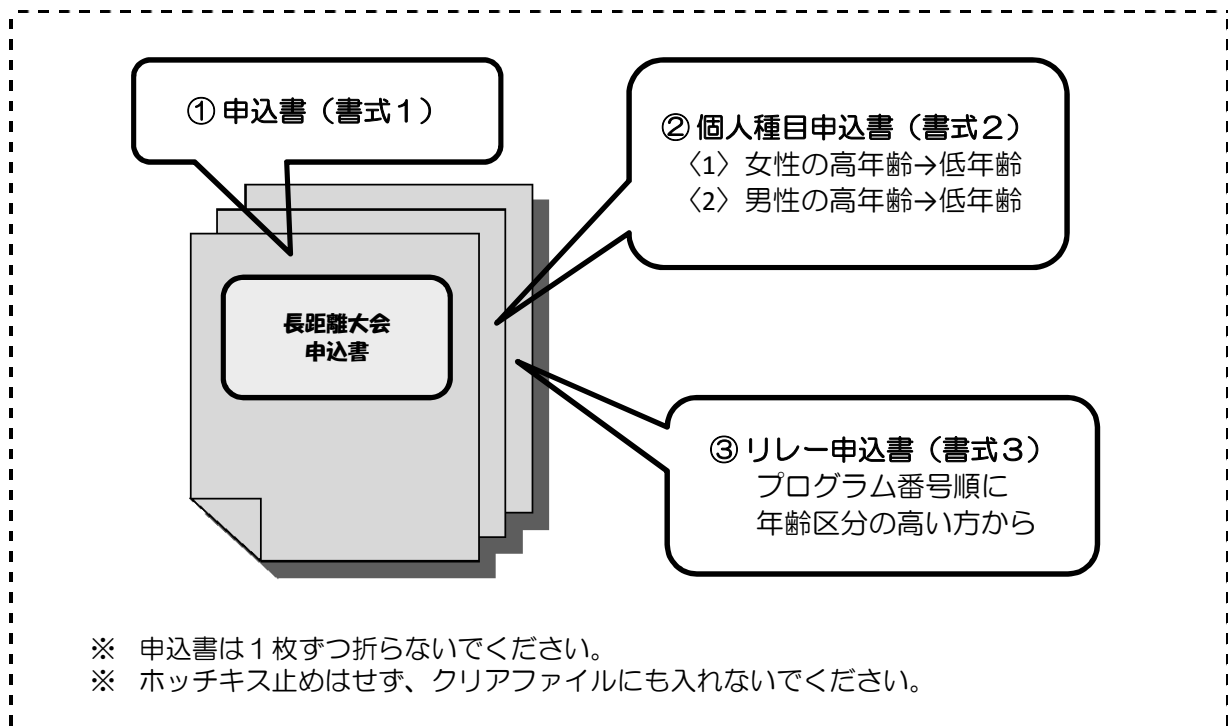 ① 申込書（書式１）
② 個人種目申込書（書式２）
〈1〉女性の高年齢→低年齢
〈2〉男性の高年齢→低年齢
長距離大会
申込書
③ リレー申込書（書式３）
プログラム番号順に
年齢区分の高い方から
※　申込書は１枚ずつ折らないでください。
※　ホッチキス止めはせず、クリアファイルにも入れないでください。